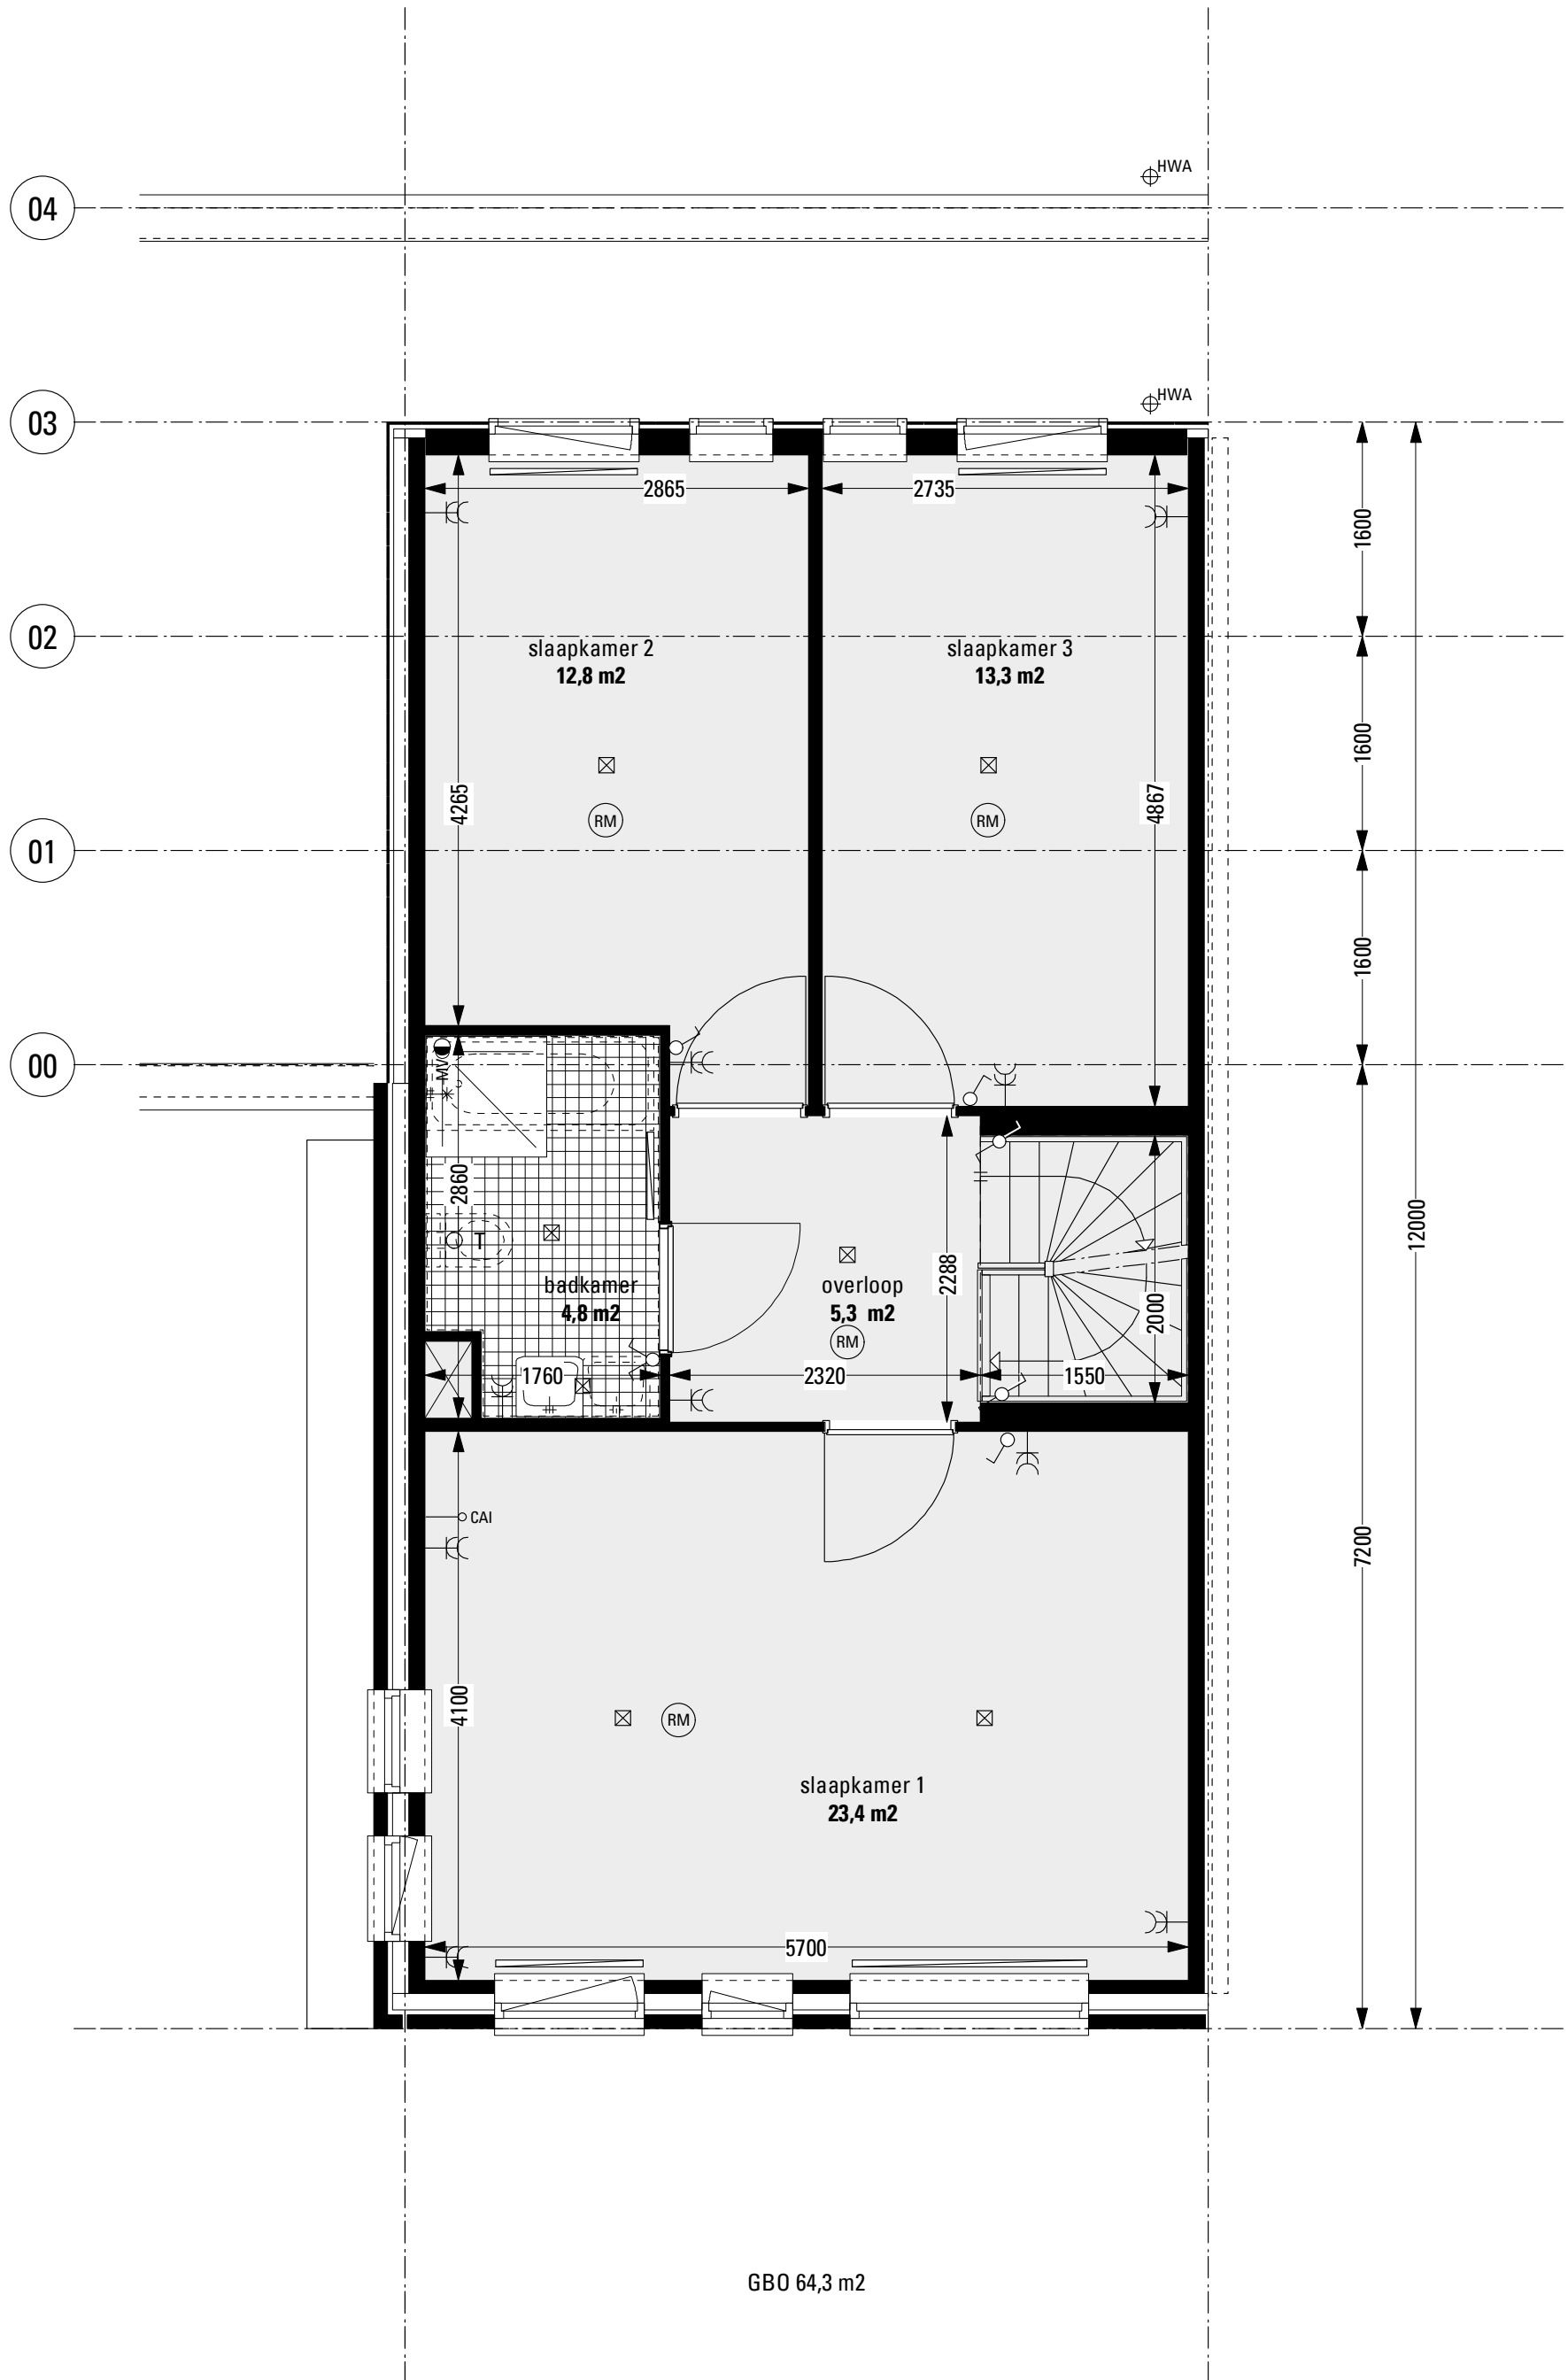 HWA
04
HWA
03
2865
2735
1600
02
slaapkamer 2
12,8 m2
slaapkamer 3
13,3 m2
1600
4265
4867
RM
RM
01
1600
00
MV
2860
12000
T
badkamer
4,8 m2
overloop
5,3 m2
2288
2000
RM
1760
2320
1550
CAI
7200
4100
RM
slaapkamer 1
23,4 m2
5700
GBO 64,3 m2